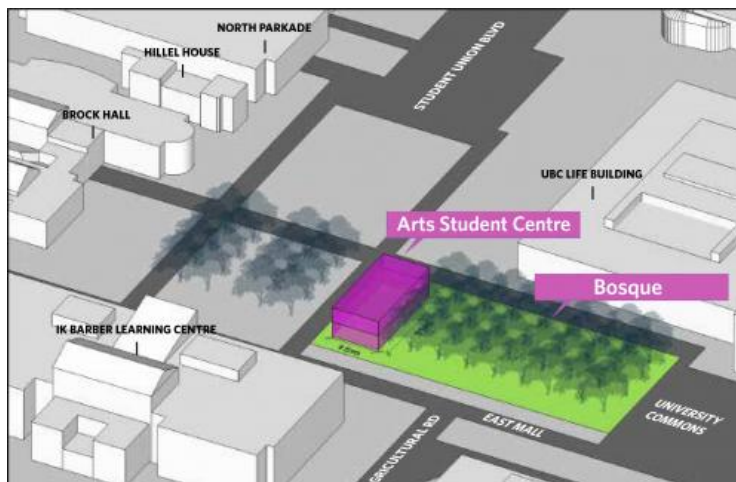 NORTH PARKADE
HILLEL HOUSE
STUDENT UNION BLVD
BROCK HALL
UBC LIFE BUILDING
Arts Student Centre
Bosque
IK BARBER LEARNING CENTRE
UNIVERSITY
COMMONS
EAST MALL
GRICULTURAL RD